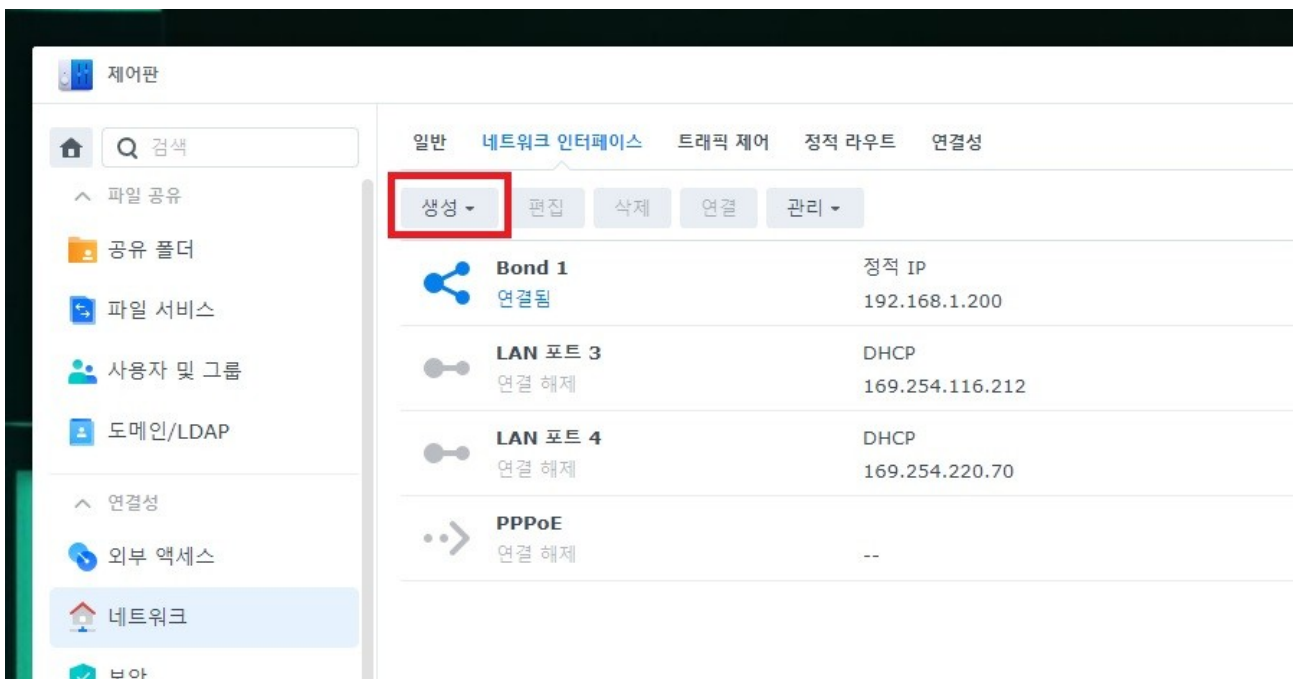 제어판
검색
파일 공유
공유 폴더
파일 서비스
사용자 및 그룹
도메인/LDAP
연결성
외부 액세스
네트워크
보안
일반 네트워크 인터페이스 트래픽 제어 정적 라우트 연결성
생성 편집 삭제 연결 관리
Bond 1 정적 IP
연결됨 192.168.1.200
LAN 포트 3 DHCP
연결 해제 169.254.116.212
LAN 포트 4 DHCP
연결 해제 169.254.220.70
PPPoE
연결 해제 --